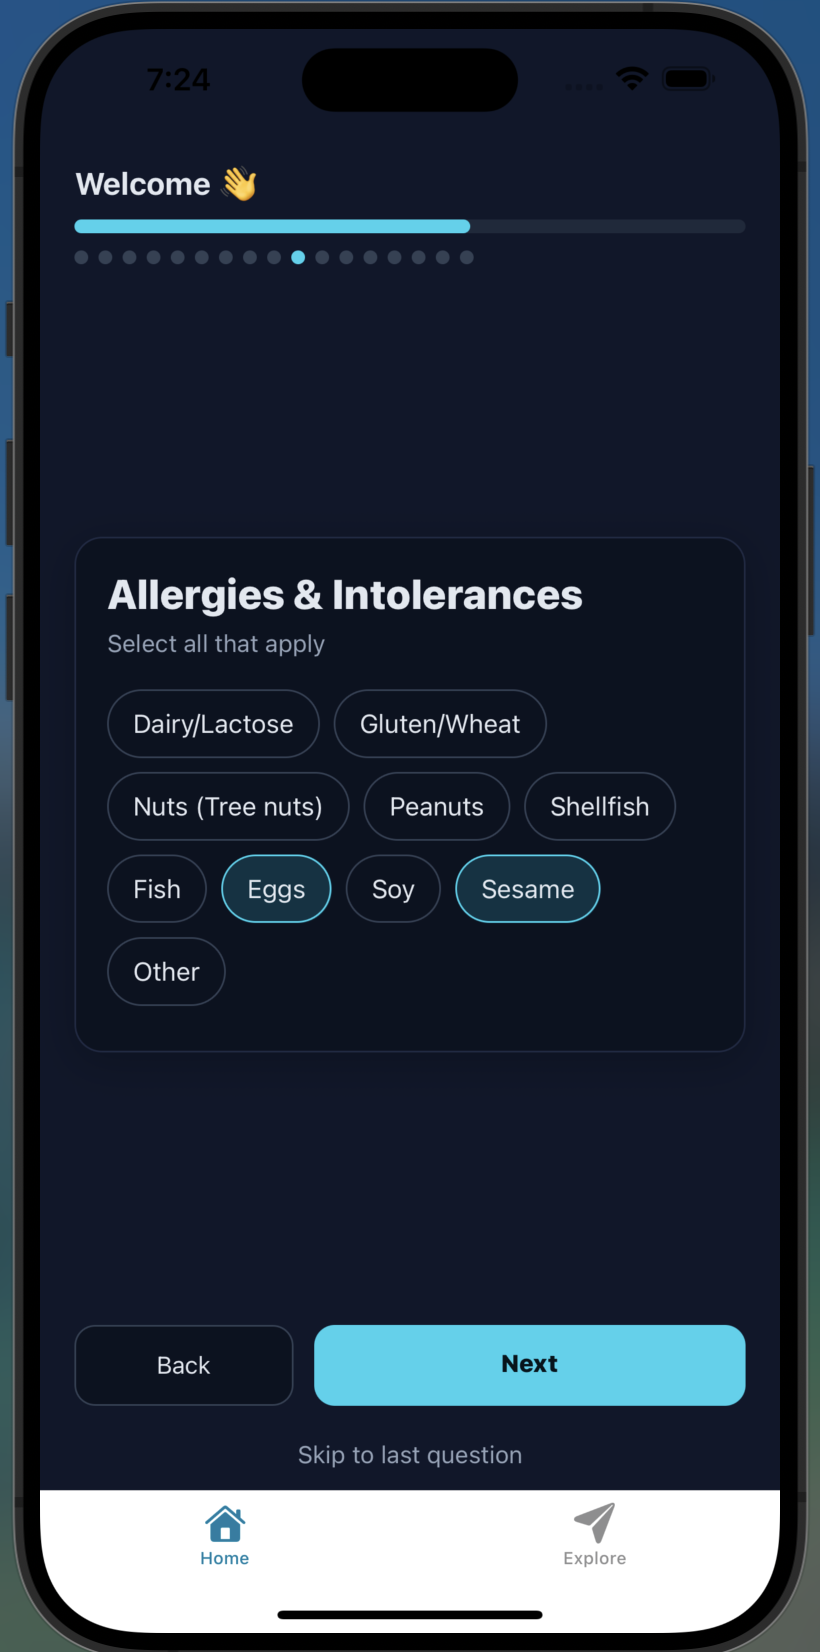 7:24
Welcome 👋
Allergies & Intolerances
Select all that apply
Dairy/Lactose Gluten/Wheat
Nuts (Tree nuts) Peanuts Shellfish
Fish Eggs Soy Sesame
Other
Back Next
Skip to last question
Home Explore